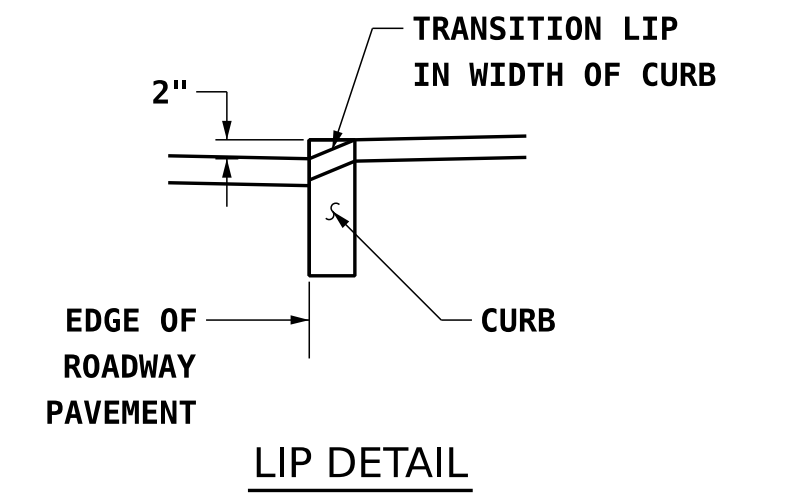 TRANSITION LIP
IN WIDTH OF CURB
2"
CURB
EDGE OF
ROADWAY
PAVEMENT
LIP DETAIL